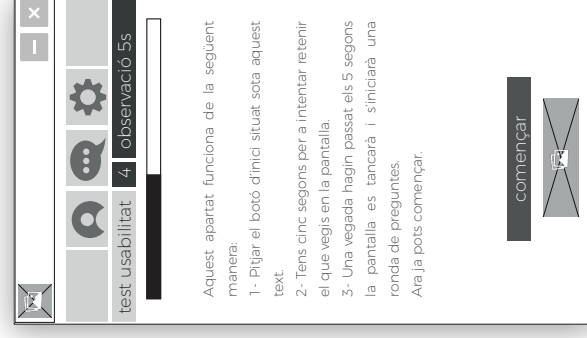 test usabilitat 4 observació 5s
Aquest apartat funciona de la següent
manera:
1- Pitjar el botó d'inici situat sota aquest
text.
2- Tens cinc segons per a intentar retenir
el que vegis en la pantalla.
3- Una vegada hagin passat els 5 segons
la pantalla es tancarà i s'iniciarà una
ronda de preguntes.
Ara ja pots començar.
començar